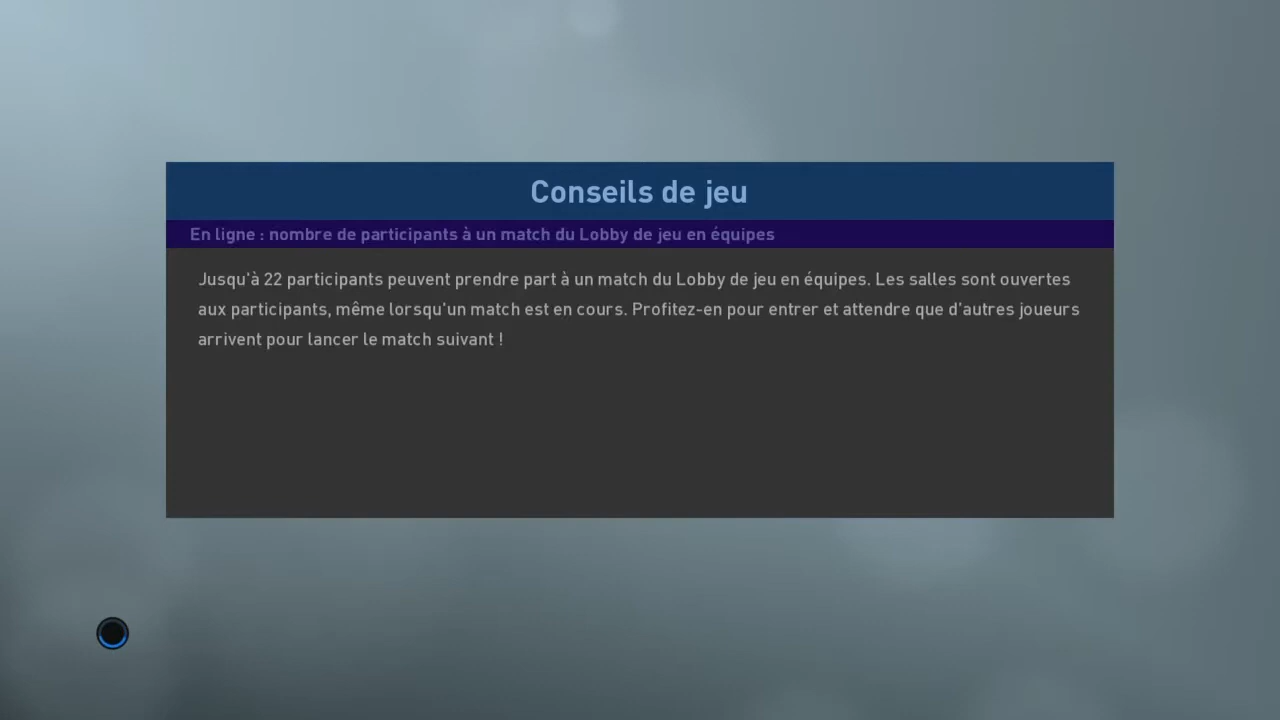 Conseils de jeu
En ligne : nombre de participants à un match du Lobby de jeu en équipes
Jusqu'à 22 participants peuvent prendre part à un match du Lobby de jeu en équipes. Les salles sont ouvertes
aux participants, même lorsqu'un match est en cours. Profitez-en pour entrer et attendre que d'autres joueurs
arrivent pour lancer le match suivant !